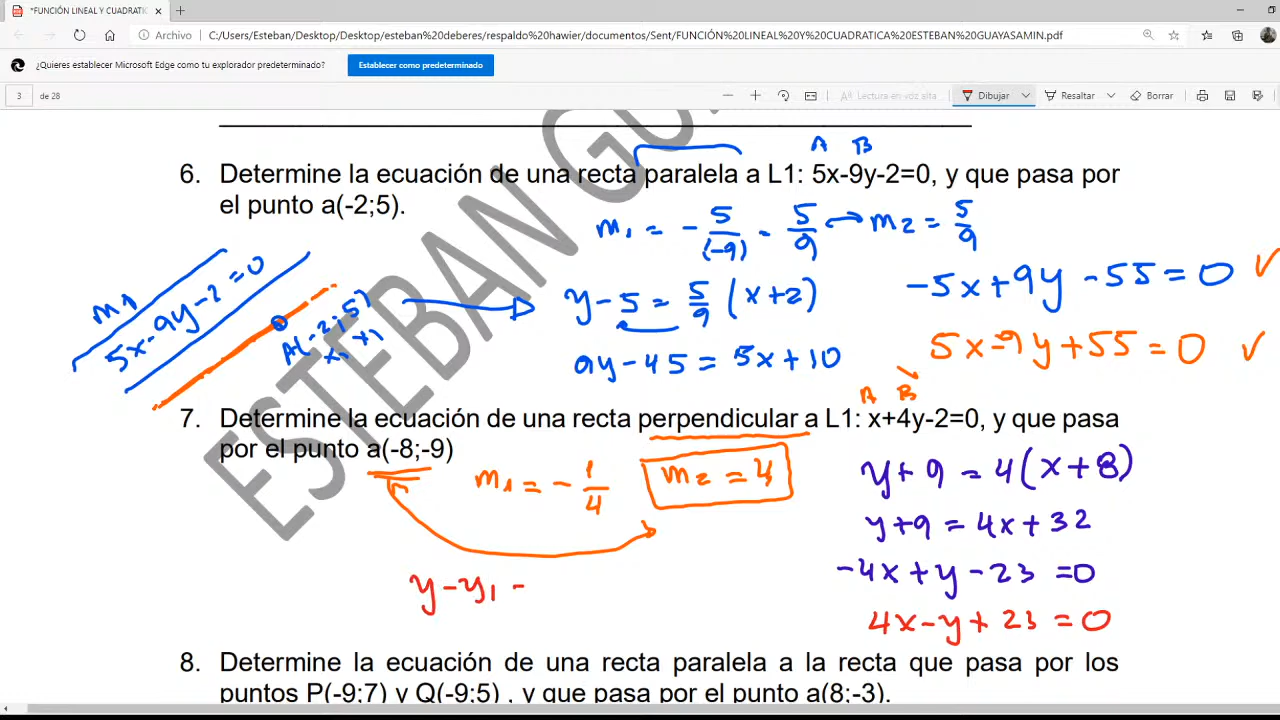 *FUNCIÓN LINEAL Y CUADRATIC
Archivo C:/Users/Esteban/Desktop/Desktop/esteban%20deberes/respaldo%20hawier/documentos/Sent/FUNCIÓN%20LINEAL%20Y%20CUADRATICA%20ESTEBAN%20GUAYASAMIN.pdf
¿Quieres establecer Microsoft Edge como tu explorador predeterminado? Establecer como predeterminado
3 de 28 Lectura en voz alta Dibujar Resaltar Borrar
ESTEBAN GU
A B
6. Determine la ecuación de una recta paralela a L1: 5x-9y-2=0, y que pasa por
el punto a(-2;5).
m1 = - 5/(-9) = 5/9 → m2 = 5/9
m1
5x-9y-2=0
A(-2;5)
x1 y1
y-5 = 5/9 (x+2)
-5x+9y-55=0 ✓
9y-45 = 5x+10
5x-9y+55=0 ✓
A B
7. Determine la ecuación de una recta perpendicular a L1: x+4y-2=0, y que pasa
por el punto a(-8;-9)
m1 = - 1/4
m2 = 4
y+9 = 4(x+8)
y+9 = 4x+32
-4x+y-23 =0
y-y1 =
4x-y+23 = 0
8. Determine la ecuación de una recta paralela a la recta que pasa por los
puntos P(-9;7) y Q(-9;5) , y que pasa por el punto a(8;-3).